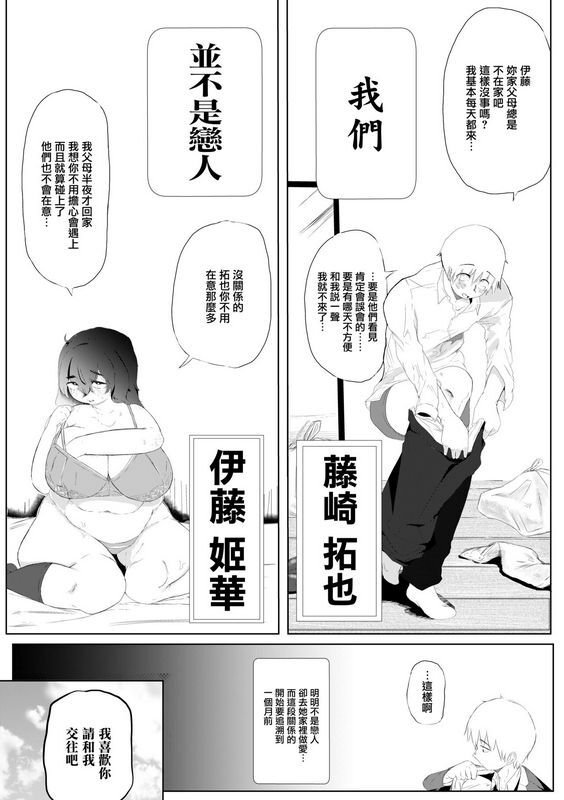 伊藤
妳家父母總是
不在家吧
這樣沒事嗎?
我基本每天都來…
我們
…要是他們看見
肯定會誤會的……
要是有哪天不方便
和我說一聲
我就不來了…
藤崎 拓也
並不是戀人
我父母半夜才回家
我想你不用擔心會遇上
而且就算碰上了
他們也不會在意…
沒關係的
拓也你不用
在意那麼多
伊藤 姬華
…這樣啊
明明不是戀人
卻去她家裡做愛…
而這段關係的
開始要追溯到
一個月前
我喜歡你
請和我
交往吧